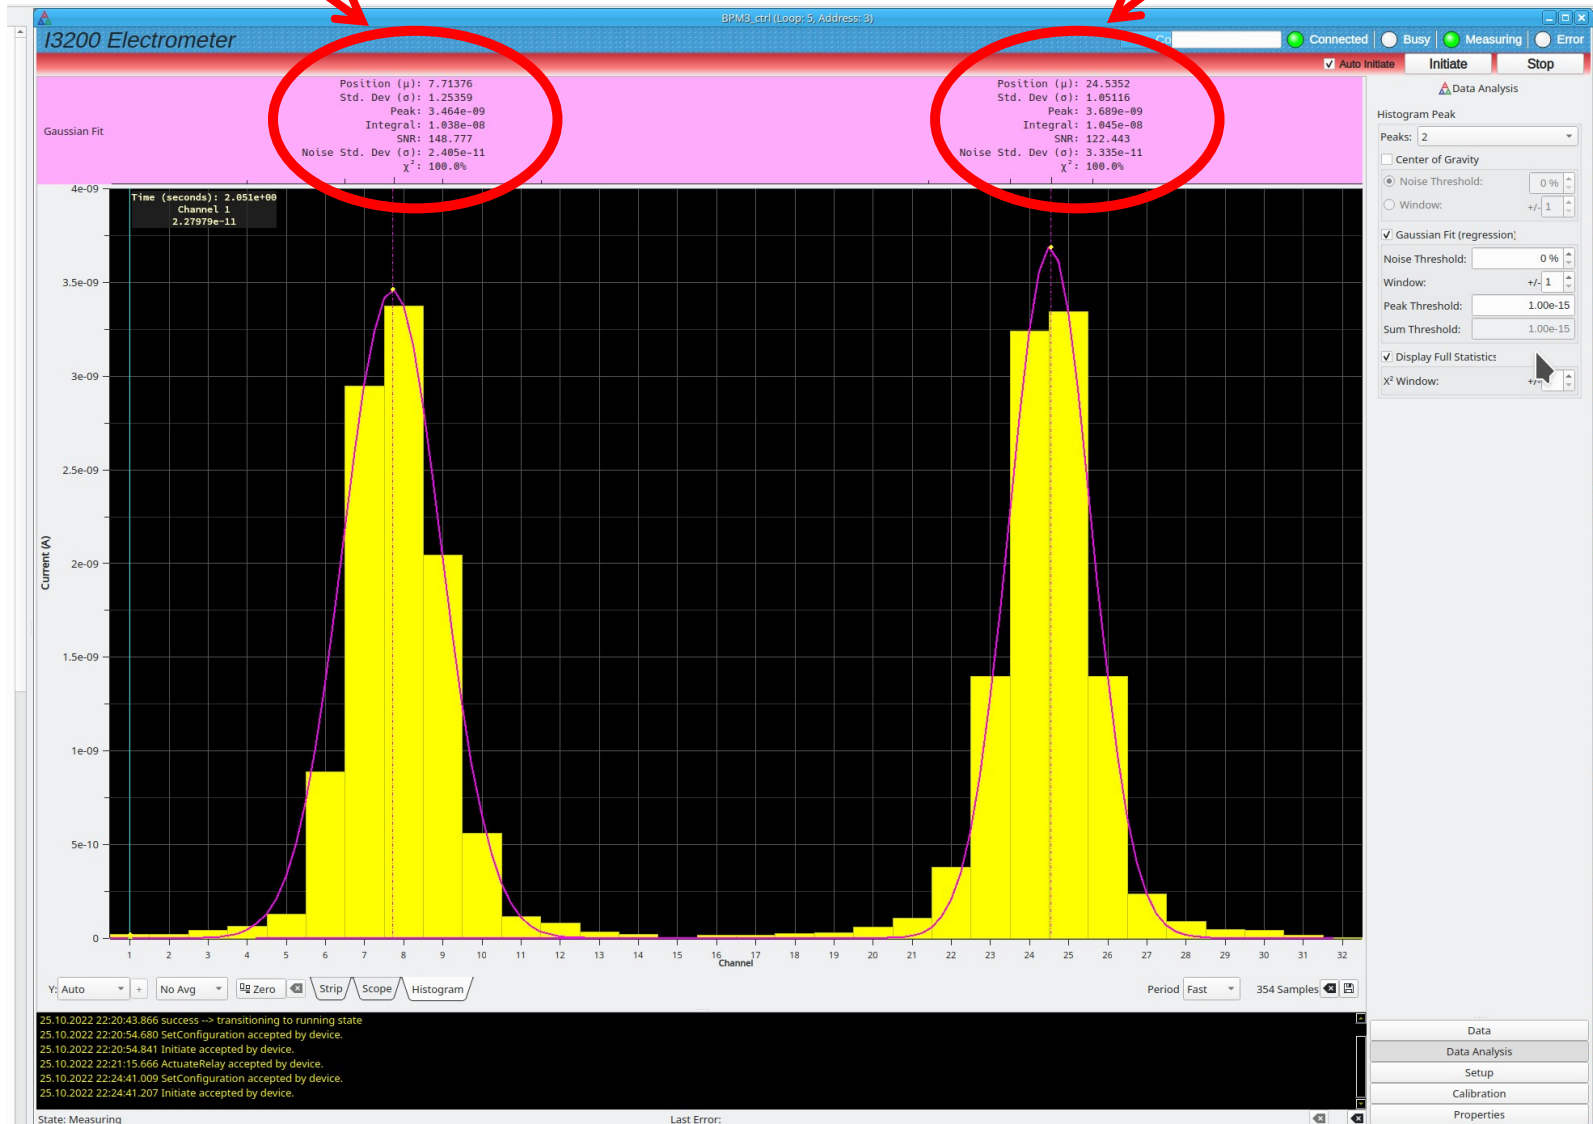 BPM3_ctrl (Loop: 5, Address: 3)
I3200 Electrometer
Co
Connected
Busy
Measuring
Error
Auto Initiate
Initiate
Stop
Gaussian Fit
Position (μ): 7.71376
Std. Dev (σ): 1.25359
Peak: 3.464e-09
Integral: 1.038e-08
SNR: 148.777
Noise Std. Dev (σ): 2.405e-11
χ²: 100.0%
Position (μ): 24.5352
Std. Dev (σ): 1.05116
Peak: 3.689e-09
Integral: 1.045e-08
SNR: 122.443
Noise Std. Dev (σ): 3.335e-11
χ²: 100.0%
Data Analysis
Histogram Peak
Peaks: 2
Center of Gravity
Noise Threshold: 0 %
Window: +/- 1
Gaussian Fit (regression)
Noise Threshold: 0 %
Window: +/- 1
Peak Threshold: 1.00e-15
Sum Threshold: 1.00e-15
Display Full Statistics
X² Window: +/-
Time (seconds): 2.051e+00
Channel 1
2.27979e-11
4e-09
3.5e-09
3e-09
2.5e-09
2e-09
1.5e-09
1e-09
5e-10
0
Current (A)
1 2 3 4 5 6 7 8 9 10 11 12 13 14 15 16 17 18 19 20 21 22 23 24 25 26 27 28 29 30 31 32
Channel
Y: Auto
+
No Avg
Zero
Strip
Scope
Histogram
Period Fast
354 Samples
25.10.2022 22:20:43.866 success --> transitioning to running state
25.10.2022 22:20:54.680 SetConfiguration accepted by device.
25.10.2022 22:20:54.841 Initiate accepted by device.
25.10.2022 22:21:15.666 ActuateRelay accepted by device.
25.10.2022 22:24:41.009 SetConfiguration accepted by device.
25.10.2022 22:24:41.207 Initiate accepted by device.
Data
Data Analysis
Setup
Calibration
Properties
State: Measuring
Last Error: